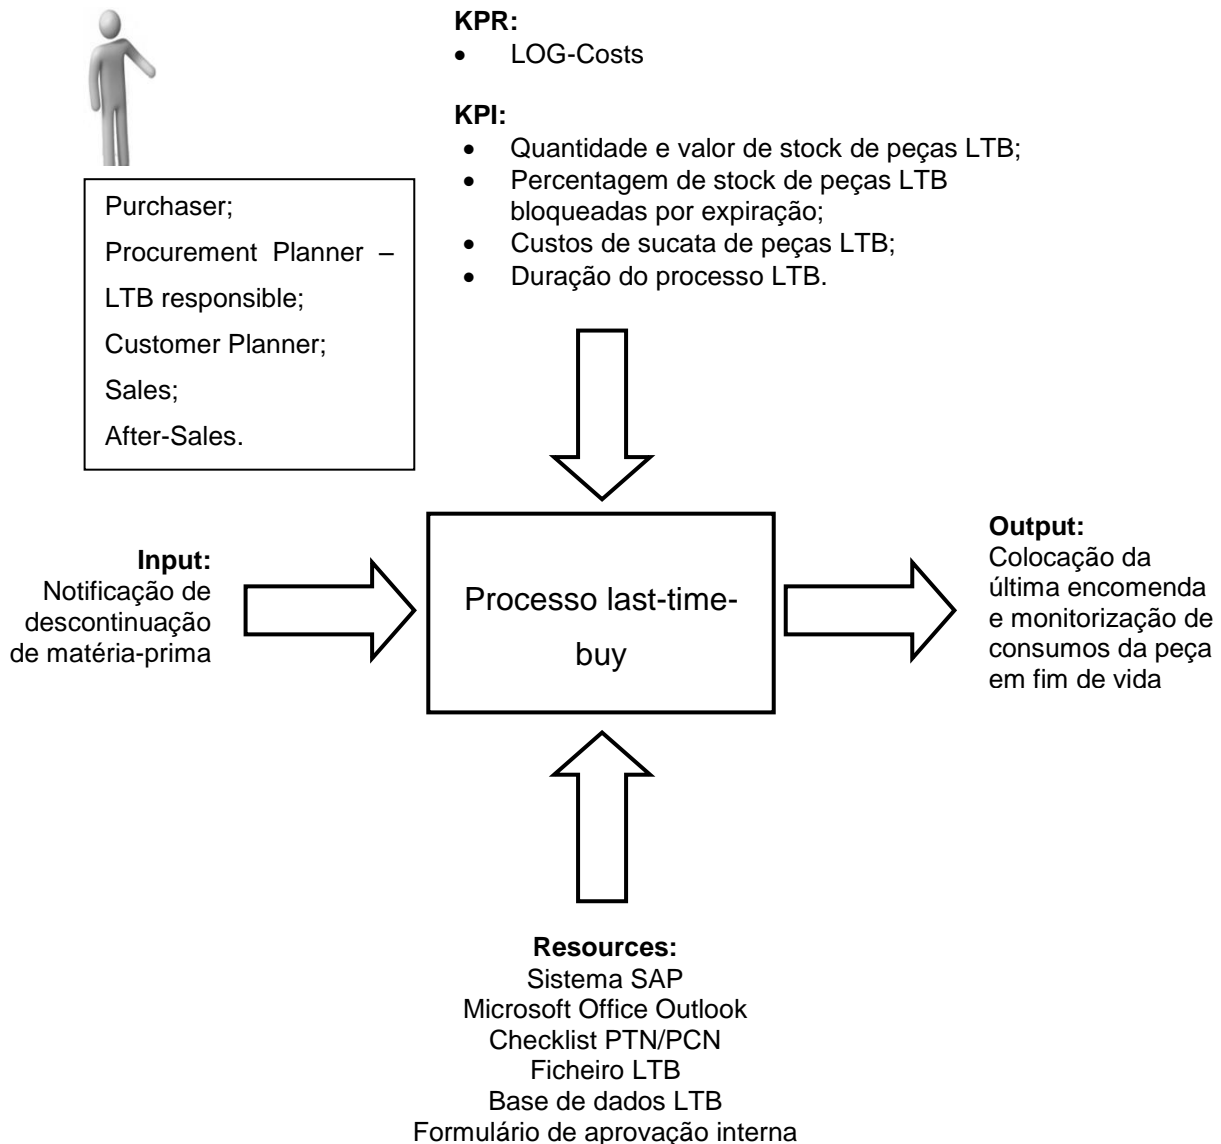 KPR:
• LOG-Costs
KPI:
• Quantidade e valor de stock de peças LTB;
• Percentagem de stock de peças LTB
bloqueadas por expiração;
• Custos de sucata de peças LTB;
• Duração do processo LTB.
Purchaser;
Procurement Planner –
LTB responsible;
Customer Planner;
Sales;
After-Sales.
Input:
Notificação de
descontinuação
de matéria-prima
Processo last-time-
buy
Output:
Colocação da
última encomenda
e monitorização de
consumos da peça
em fim de vida
Resources:
Sistema SAP
Microsoft Office Outlook
Checklist PTN/PCN
Ficheiro LTB
Base de dados LTB
Formulário de aprovação interna